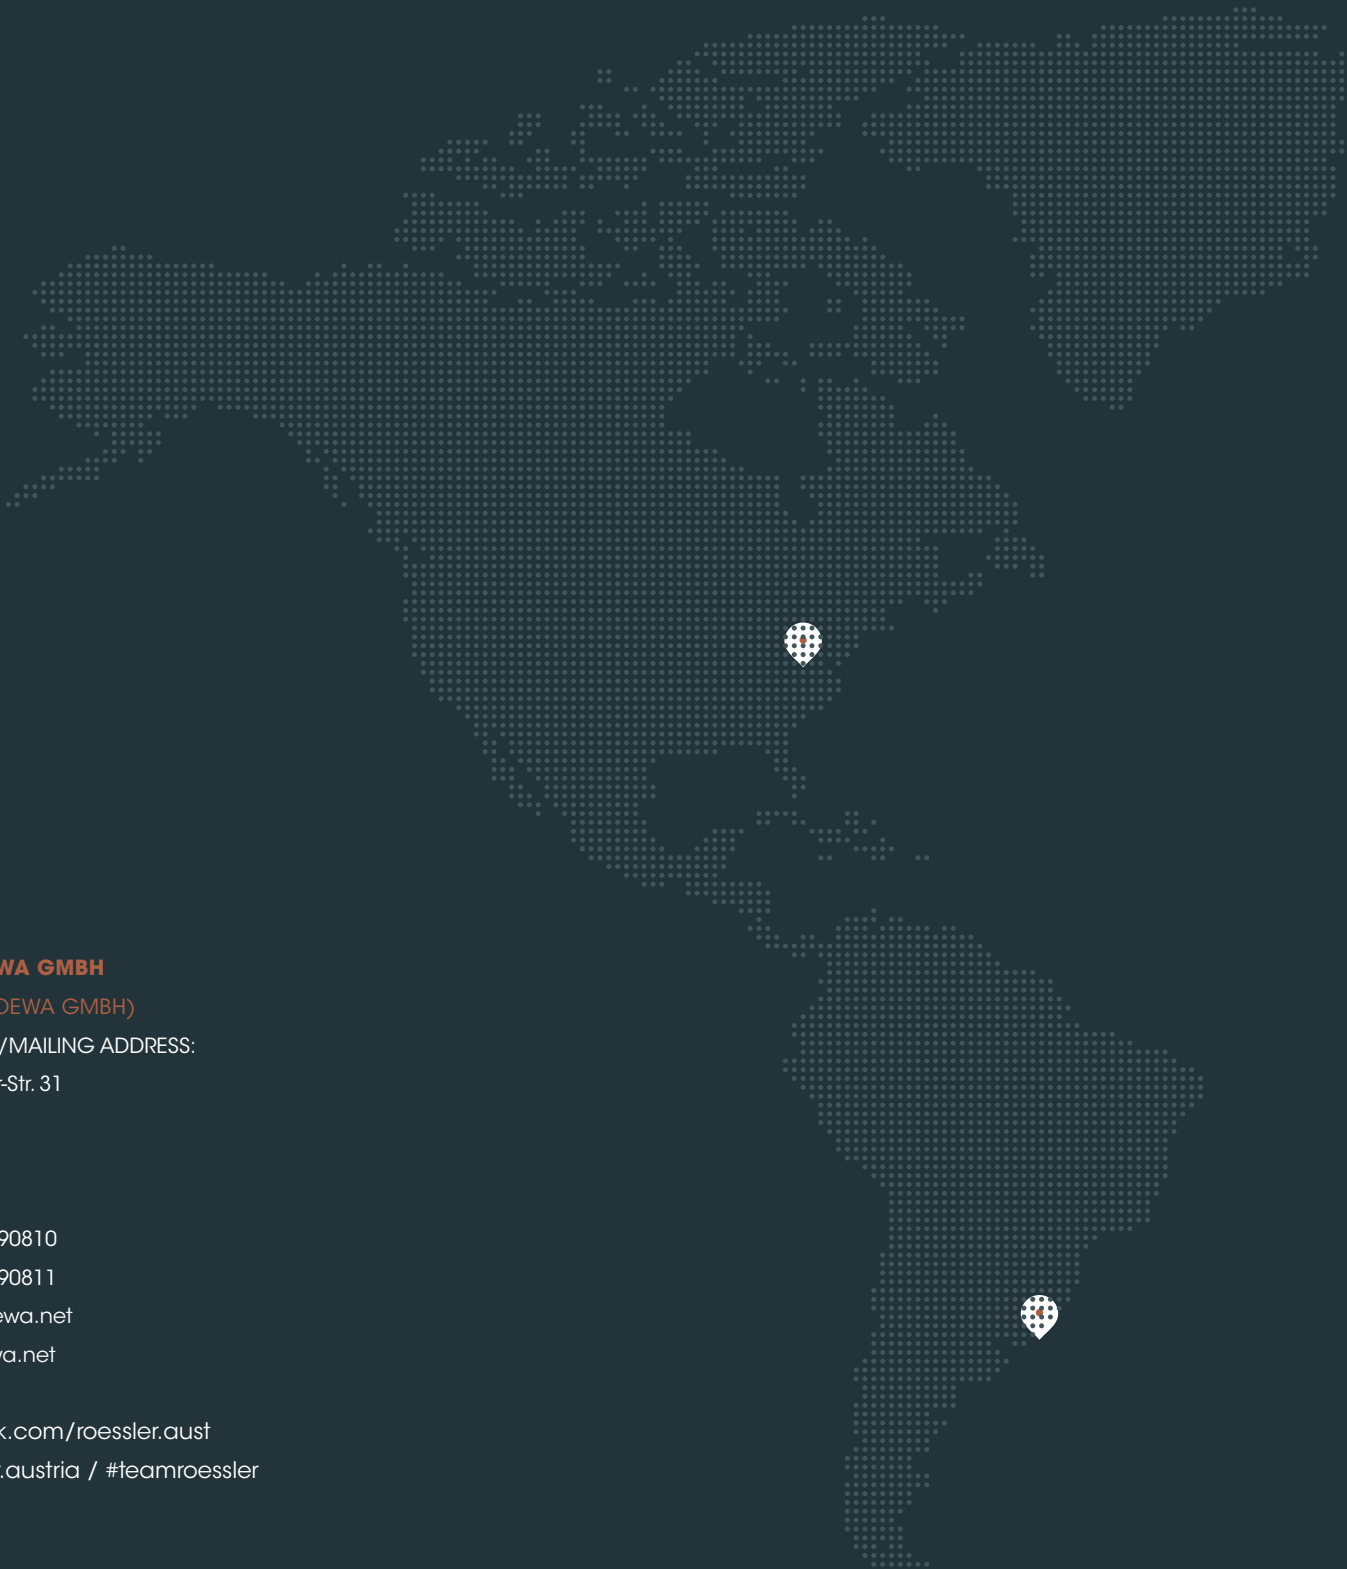 WA GMBH
DEWA GMBH)
/MAILING ADDRESS:
-Str. 31
90810
90811
ewa.net
a.net
k.com/roessler.aust
.austria / #teamroessler